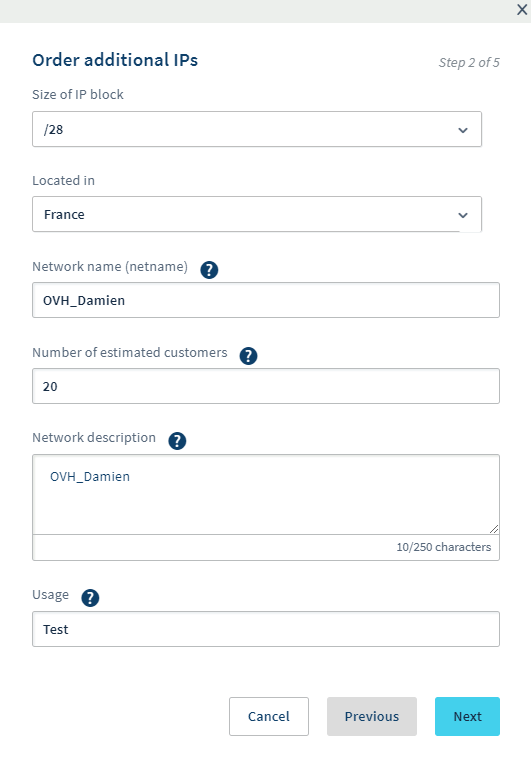 Order additional IPs
Step 2 of 5
Size of IP block
/28
Located in
France
Network name (netname) ?
OVH_Damien
Number of estimated customers ?
20
Network description ?
OVH_Damien
10/250 characters
Usage ?
Test
Cancel Previous Next